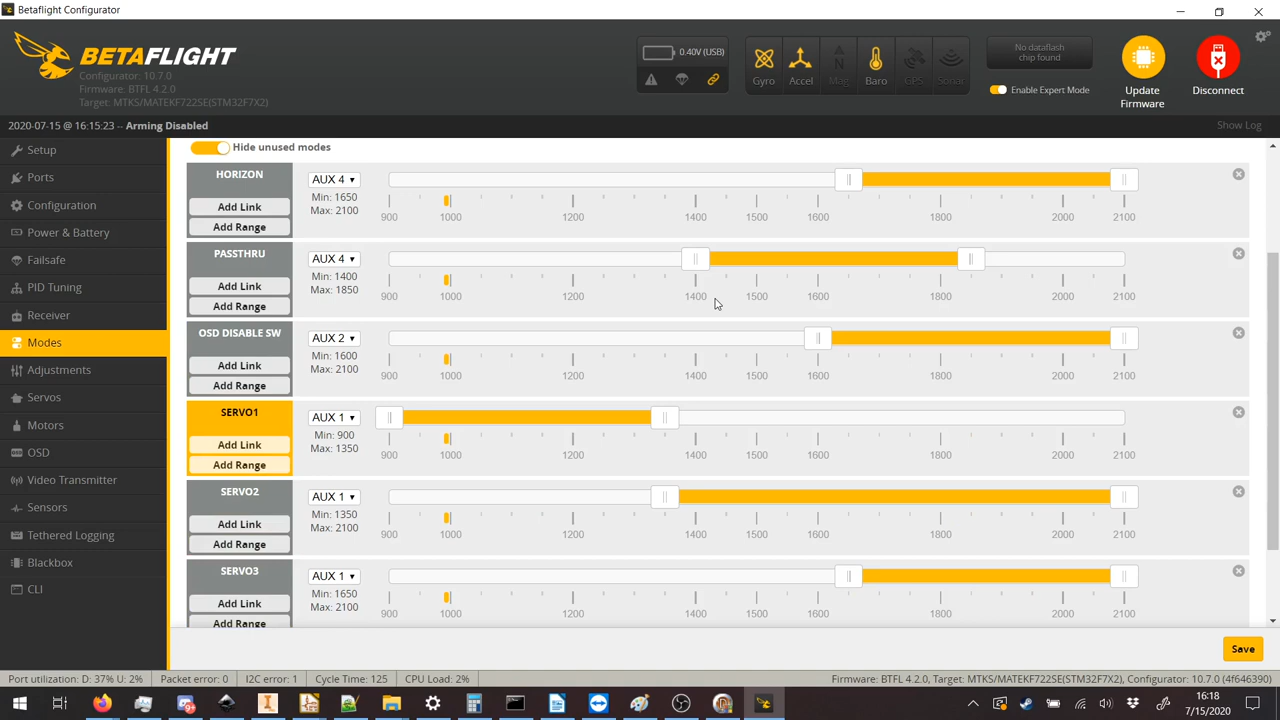 Betaflight Configurator
BETAFLIGHT
Configurator: 10.7.0
Firmware: BTFL 4.2.0
Target: MTKS/MATEKF722SE(STM32F7X2)
0.40V (USB)
Gyro
Accel
Mag
Baro
GPS
Sonar
No dataflash
chip found
Enable Expert Mode
Update
Firmware
Disconnect
2020-07-15 @ 16:15:23 -- Arming Disabled
Show Log
Setup
Ports
Configuration
Power & Battery
Failsafe
PID Tuning
Receiver
Modes
Adjustments
Servos
Motors
OSD
Video Transmitter
Sensors
Tethered Logging
Blackbox
CLI
Hide unused modes
HORIZON
Add Link
Add Range
AUX 4
Min: 1650
Max: 2100
900 1000 1200 1400 1500 1600 1800 2000 2100
PASSTHRU
Add Link
Add Range
AUX 4
Min: 1400
Max: 1850
900 1000 1200 1400 1500 1600 1800 2000 2100
OSD DISABLE SW
Add Link
Add Range
AUX 2
Min: 1600
Max: 2100
900 1000 1200 1400 1500 1600 1800 2000 2100
SERVO1
Add Link
Add Range
AUX 1
Min: 900
Max: 1350
900 1000 1200 1400 1500 1600 1800 2000 2100
SERVO2
Add Link
Add Range
AUX 1
Min: 1350
Max: 2100
900 1000 1200 1400 1500 1600 1800 2000 2100
SERVO3
Add Link
Add Range
AUX 1
Min: 1650
Max: 2100
900 1000 1200 1400 1500 1600 1800 2000 2100
Save
Port utilization: D: 37% U: 2%
Packet error: 0
I2C error: 1
Cycle Time: 125
CPU Load: 2%
Firmware: BTFL 4.2.0, Target: MTKS/MATEKF722SE(STM32F7X2), Configurator: 10.7.0 (4f646390)
16:18
7/15/2020